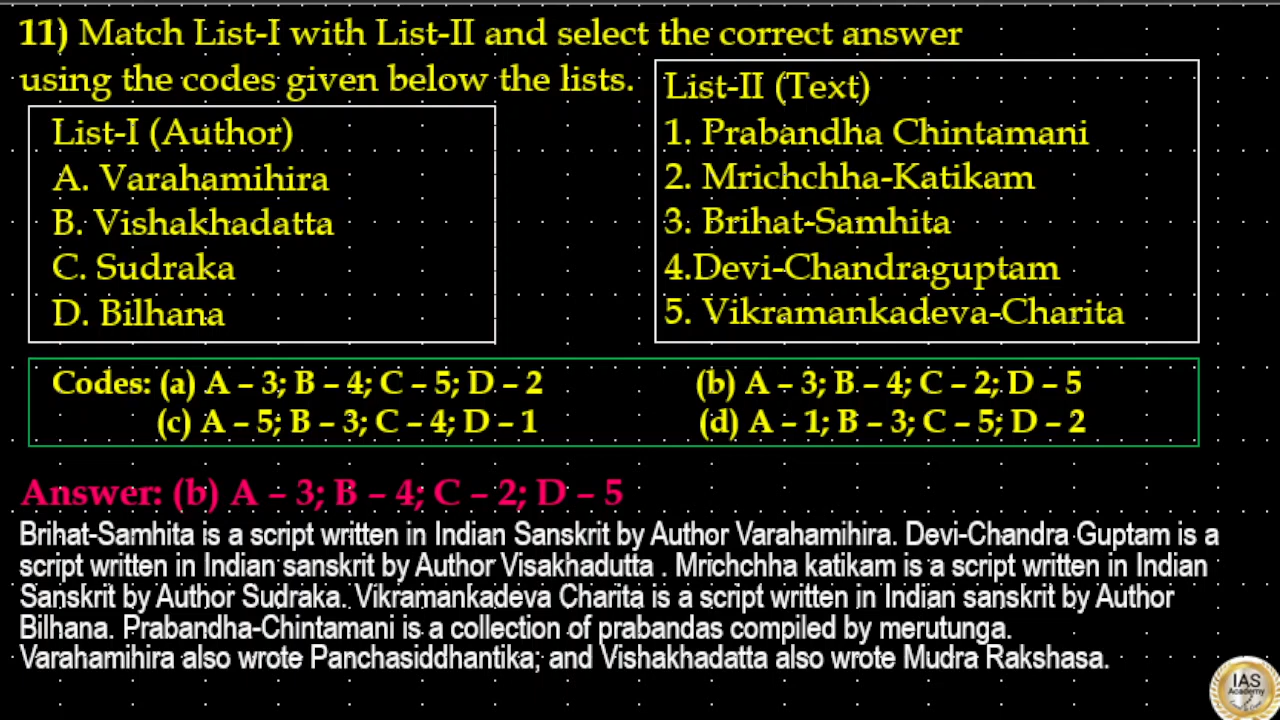 11) Match List-I with List-II and select the correct answer
using the codes given below the lists.
List-I (Author)
A. Varahamihira
B. Vishakhadatta
C. Sudraka
D. Bilhana
List-II (Text)
1. Prabandha Chintamani
2. Mrichchha-Katikam
3. Brihat-Samhita
4.Devi-Chandraguptam
5. Vikramankadeva-Charita
Codes: (a) A – 3; B – 4; C – 5; D – 2 (b) A – 3; B – 4; C – 2; D – 5
(c) A – 5; B – 3; C – 4; D – 1 (d) A – 1; B – 3; C – 5; D – 2
Answer: (b) A – 3; B – 4; C – 2; D – 5
Brihat-Samhita is a script written in Indian Sanskrit by Author Varahamihira. Devi-Chandra Guptam is a
script written in Indian sanskrit by Author Visakhadutta . Mrichchha katikam is a script written in Indian
Sanskrit by Author Sudraka. Vikramankadeva Charita is a script written in Indian sanskrit by Author
Bilhana. Prabandha-Chintamani is a collection of prabandas compiled by merutunga.
Varahamihira also wrote Panchasiddhantika; and Vishakhadatta also wrote Mudra Rakshasa.
IAS
Academy